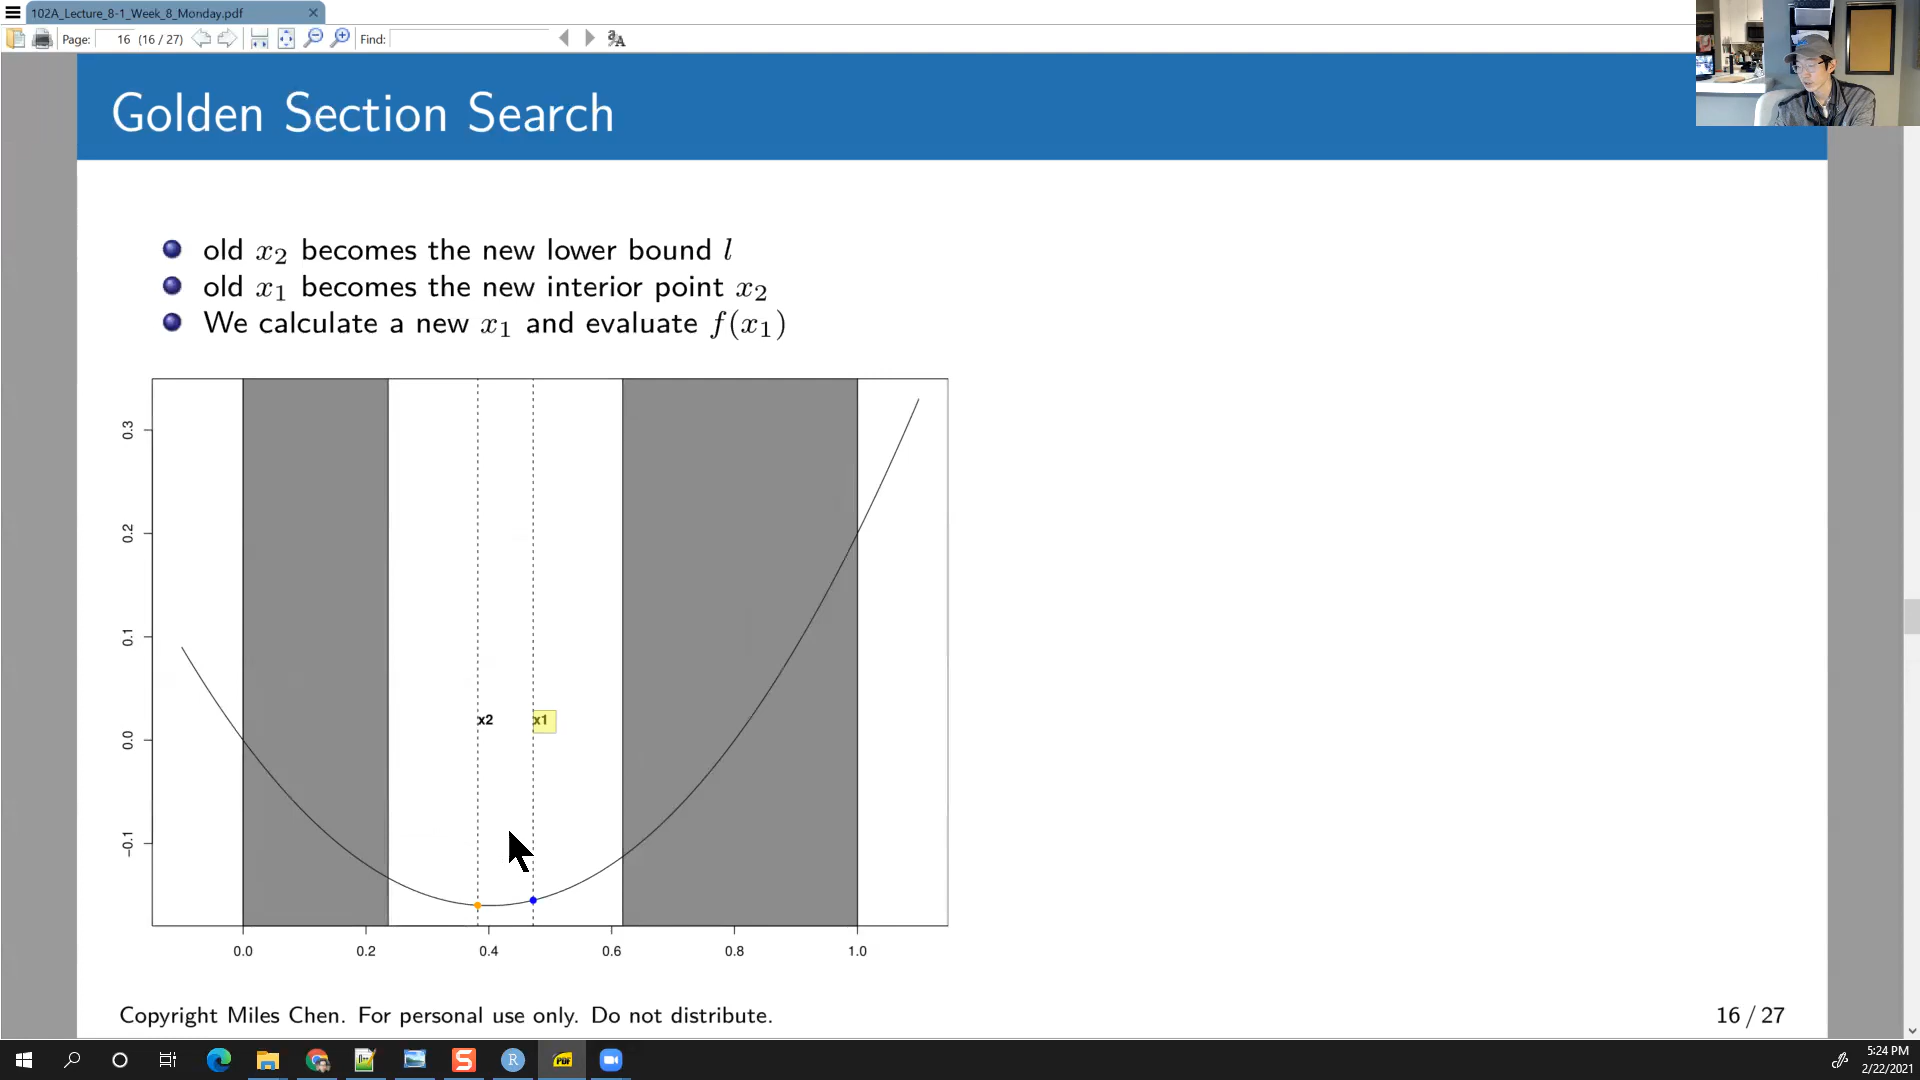 102A_Lecture_8-1_Week_8_Monday.pdf
Page: 16 (16 / 27) Find:
Golden Section Search
old x₂ becomes the new lower bound l
old x₁ becomes the new interior point x₂
We calculate a new x₁ and evaluate f(x₁)
0.3
0.2
0.1
0.0
−0.1
x2 x1
0.0 0.2 0.4 0.6 0.8 1.0
Copyright Miles Chen. For personal use only. Do not distribute.
16 / 27
5:24 PM
2/22/2021